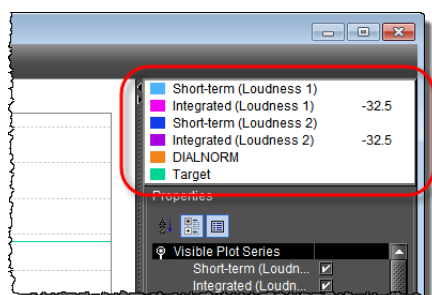 Short-term (Loudness 1)
Integrated (Loudness 1) -32.5
Short-term (Loudness 2)
Integrated (Loudness 2) -32.5
DIALNORM
Target
Properties
Visible Plot Series
Short-term (Loudn...
Integrated (Loudn...